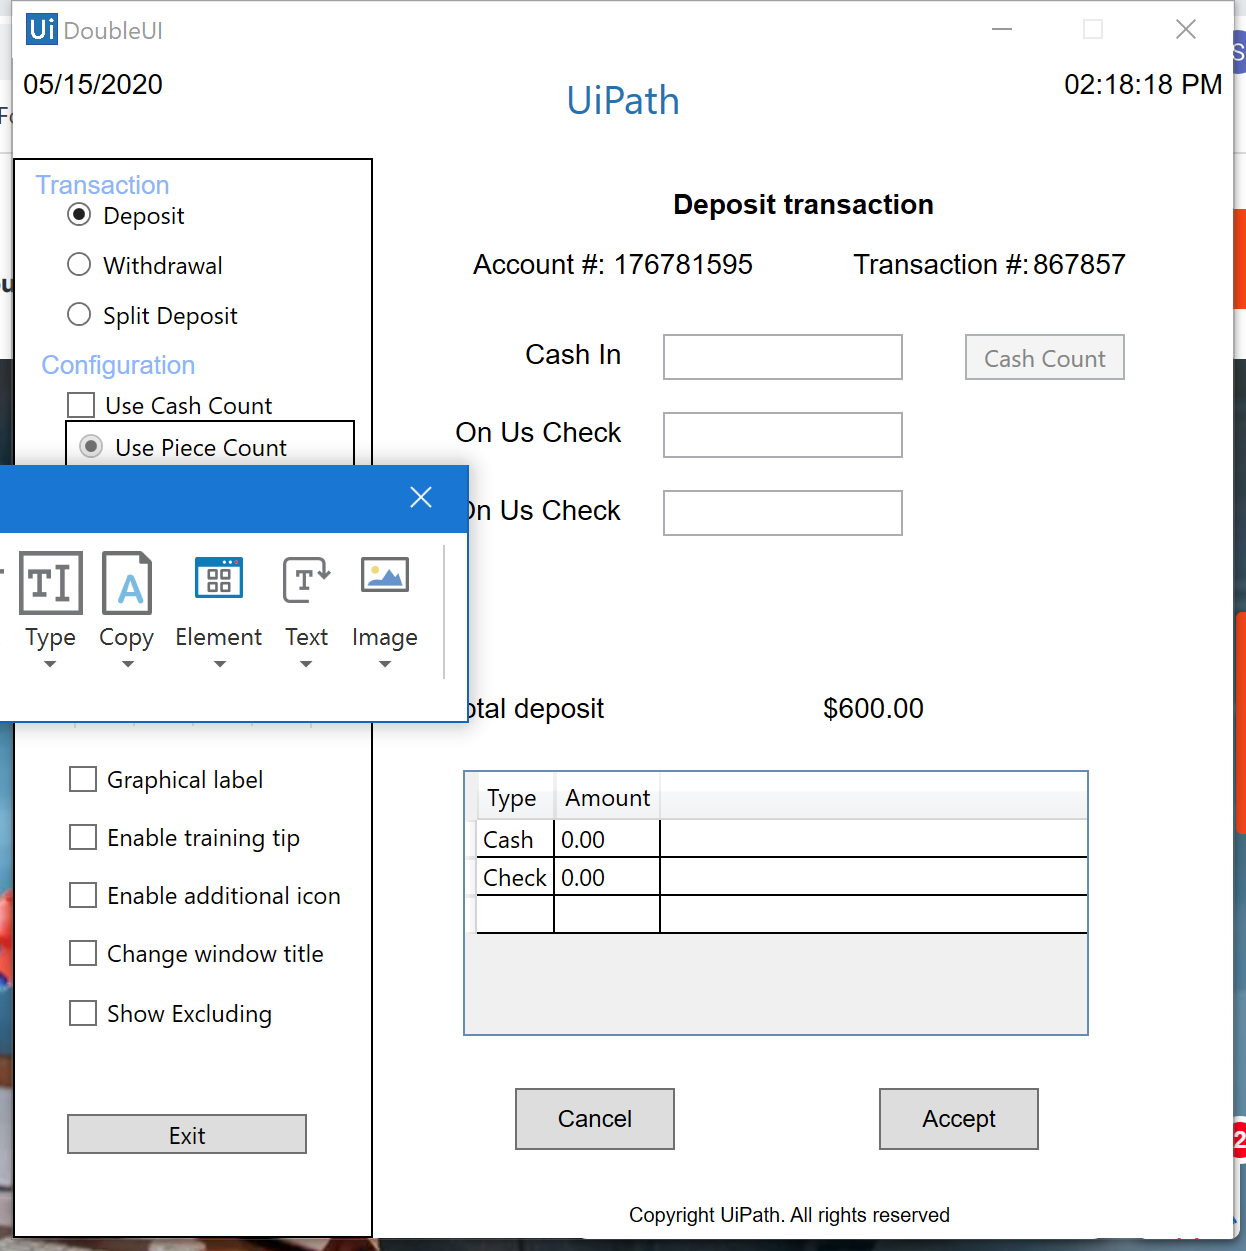 Ui DoubleUI
05/15/2020
UiPath
02:18:18 PM
Transaction
Deposit
Withdrawal
Split Deposit
Configuration
Use Cash Count
Use Piece Count
Type
Copy
Element
Text
Image
Graphical label
Enable training tip
Enable additional icon
Change window title
Show Excluding
Exit
Deposit transaction
Account #: 176781595 Transaction #: 867857
Cash In
Cash Count
On Us Check
On Us Check
otal deposit $600.00
Type Amount
Cash 0.00
Check 0.00
Cancel
Accept
Copyright UiPath. All rights reserved
2